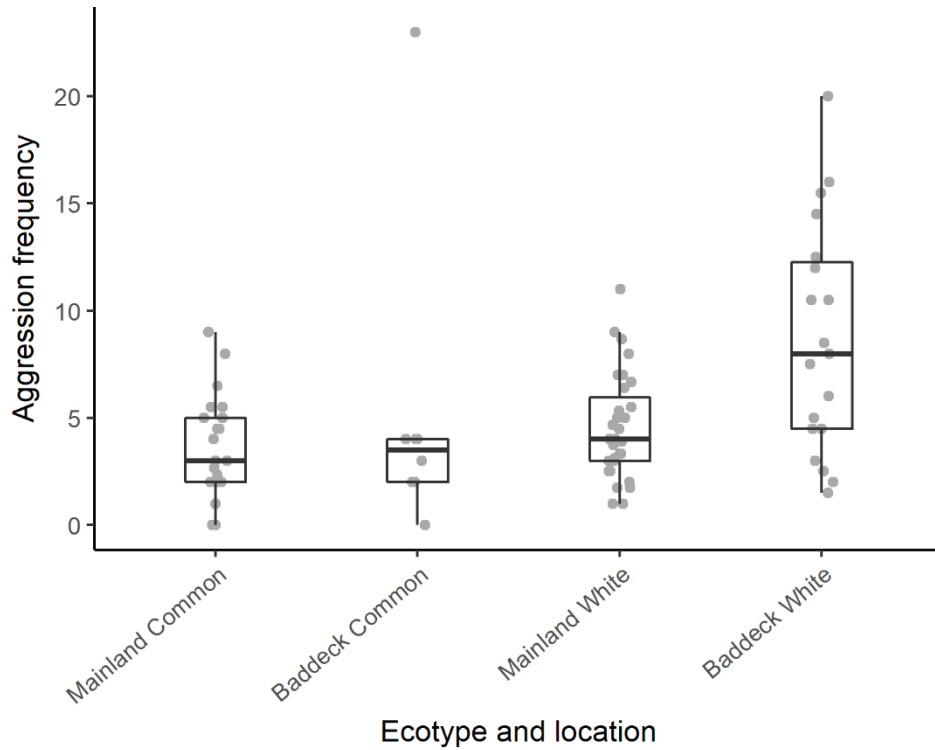 Aggression frequency
20
15
10
5
0
Mainland Common
Baddeck Common
Mainland White
Baddeck White
Ecotype and location